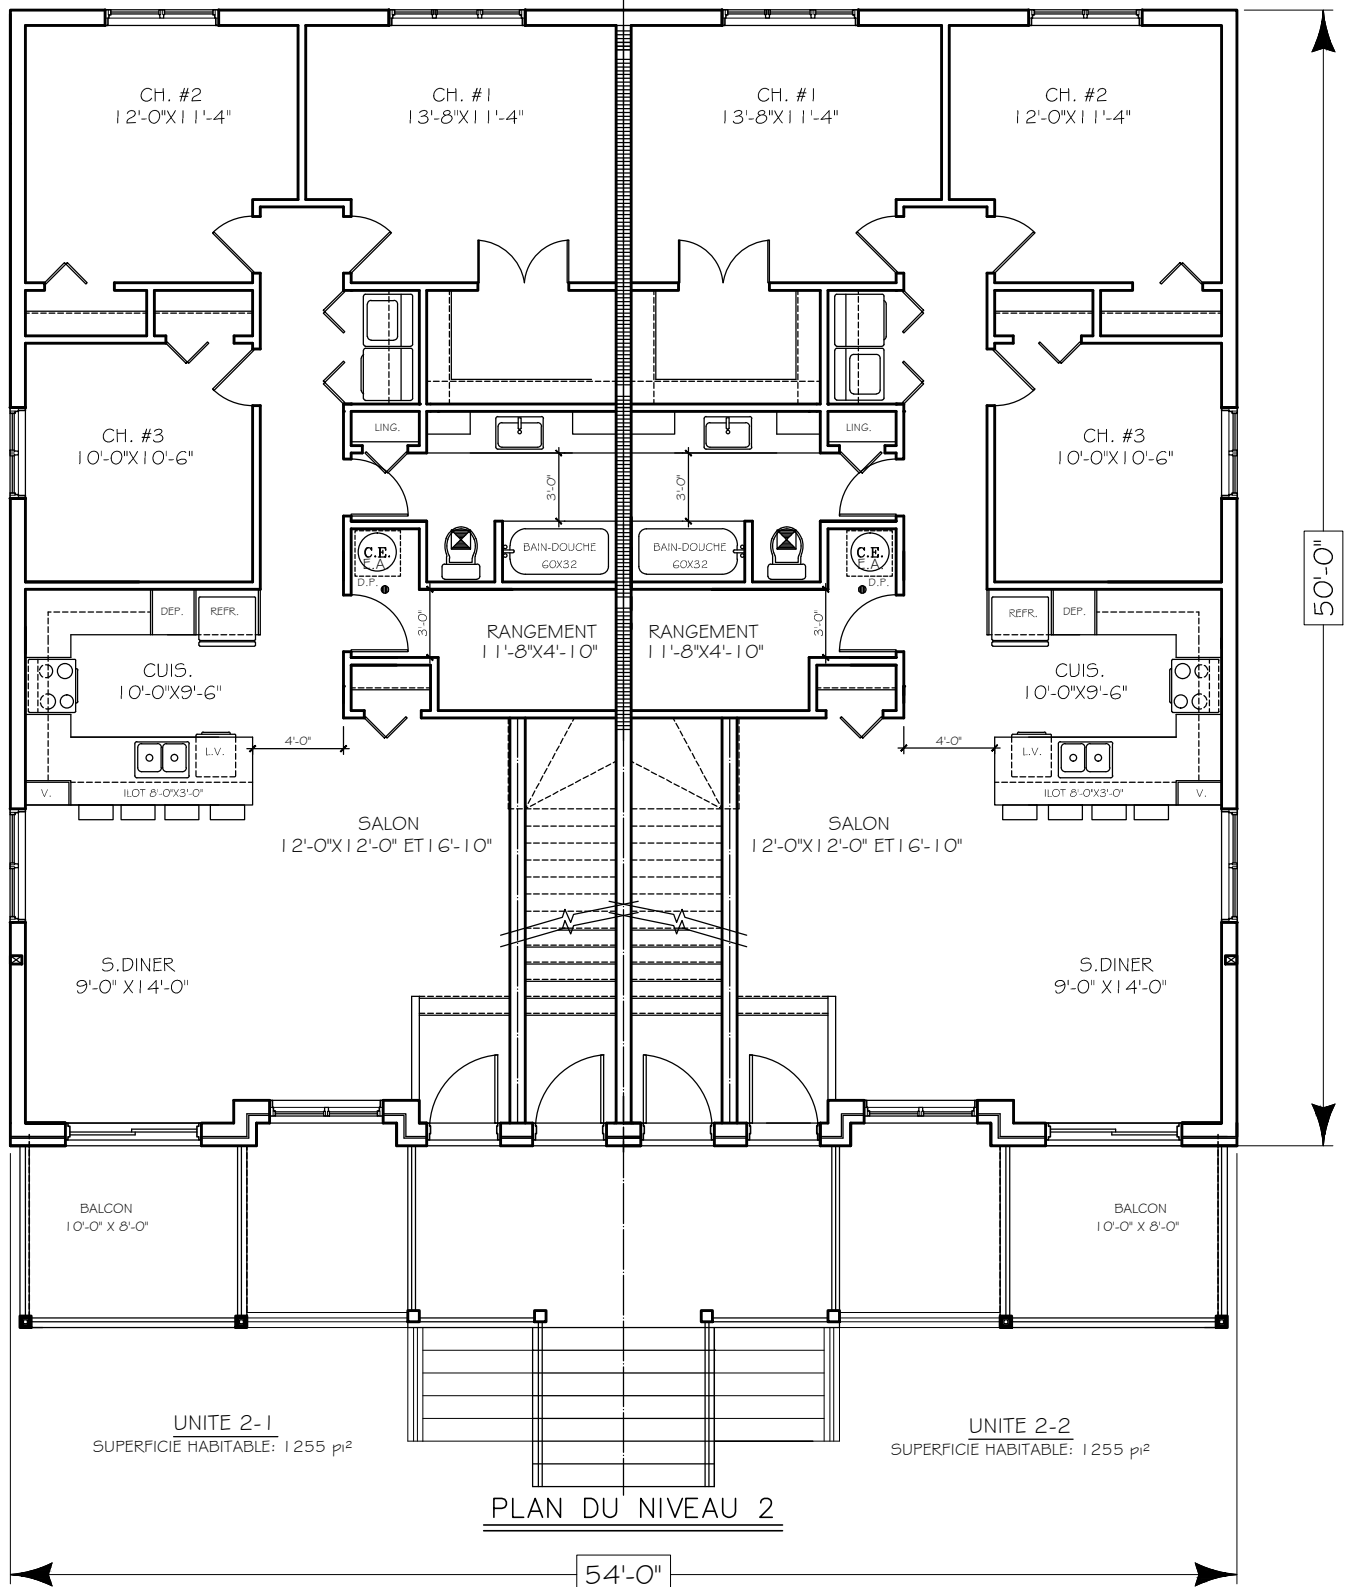 CH. #2
12'-0"X11'-4"
CH. #1
13'-8"X11'-4"
CH. #1
13'-8"X11'-4"
CH. #2
12'-0"X11'-4"
CH. #3
10'-0"X10'-6"
LING.
LING.
CH. #3
10'-0"X10'-6"
3'-0"
3'-0"
BAIN-DOUCHE
60X32
BAIN-DOUCHE
60X32
C.E.
E.A.
D.P.
C.E.
E.A.
D.P.
50'-0"
DEP.
REFR.
3'-0"
RANGEMENT
11'-8"X4'-10"
RANGEMENT
11'-8"X4'-10"
3'-0"
REFR.
DEP.
CUIS.
10'-0"X9'-6"
CUIS.
10'-0"X9'-6"
L.V.
4'-0"
4'-0"
L.V.
V.
ILOT 8'-0"X3'-0"
ILOT 8'-0"X3'-0"
V.
SALON
12'-0"X12'-0" ET16'-10"
SALON
12'-0"X12'-0" ET16'-10"
S.DINER
9'-0" X14'-0"
S.DINER
9'-0" X14'-0"
BALCON
10'-0" X 8'-0"
BALCON
10'-0" X 8'-0"
UNITE 2-1
SUPERFICIE HABITABLE: 1255 pi²
UNITE 2-2
SUPERFICIE HABITABLE: 1255 pi²
PLAN DU NIVEAU 2
54'-0"